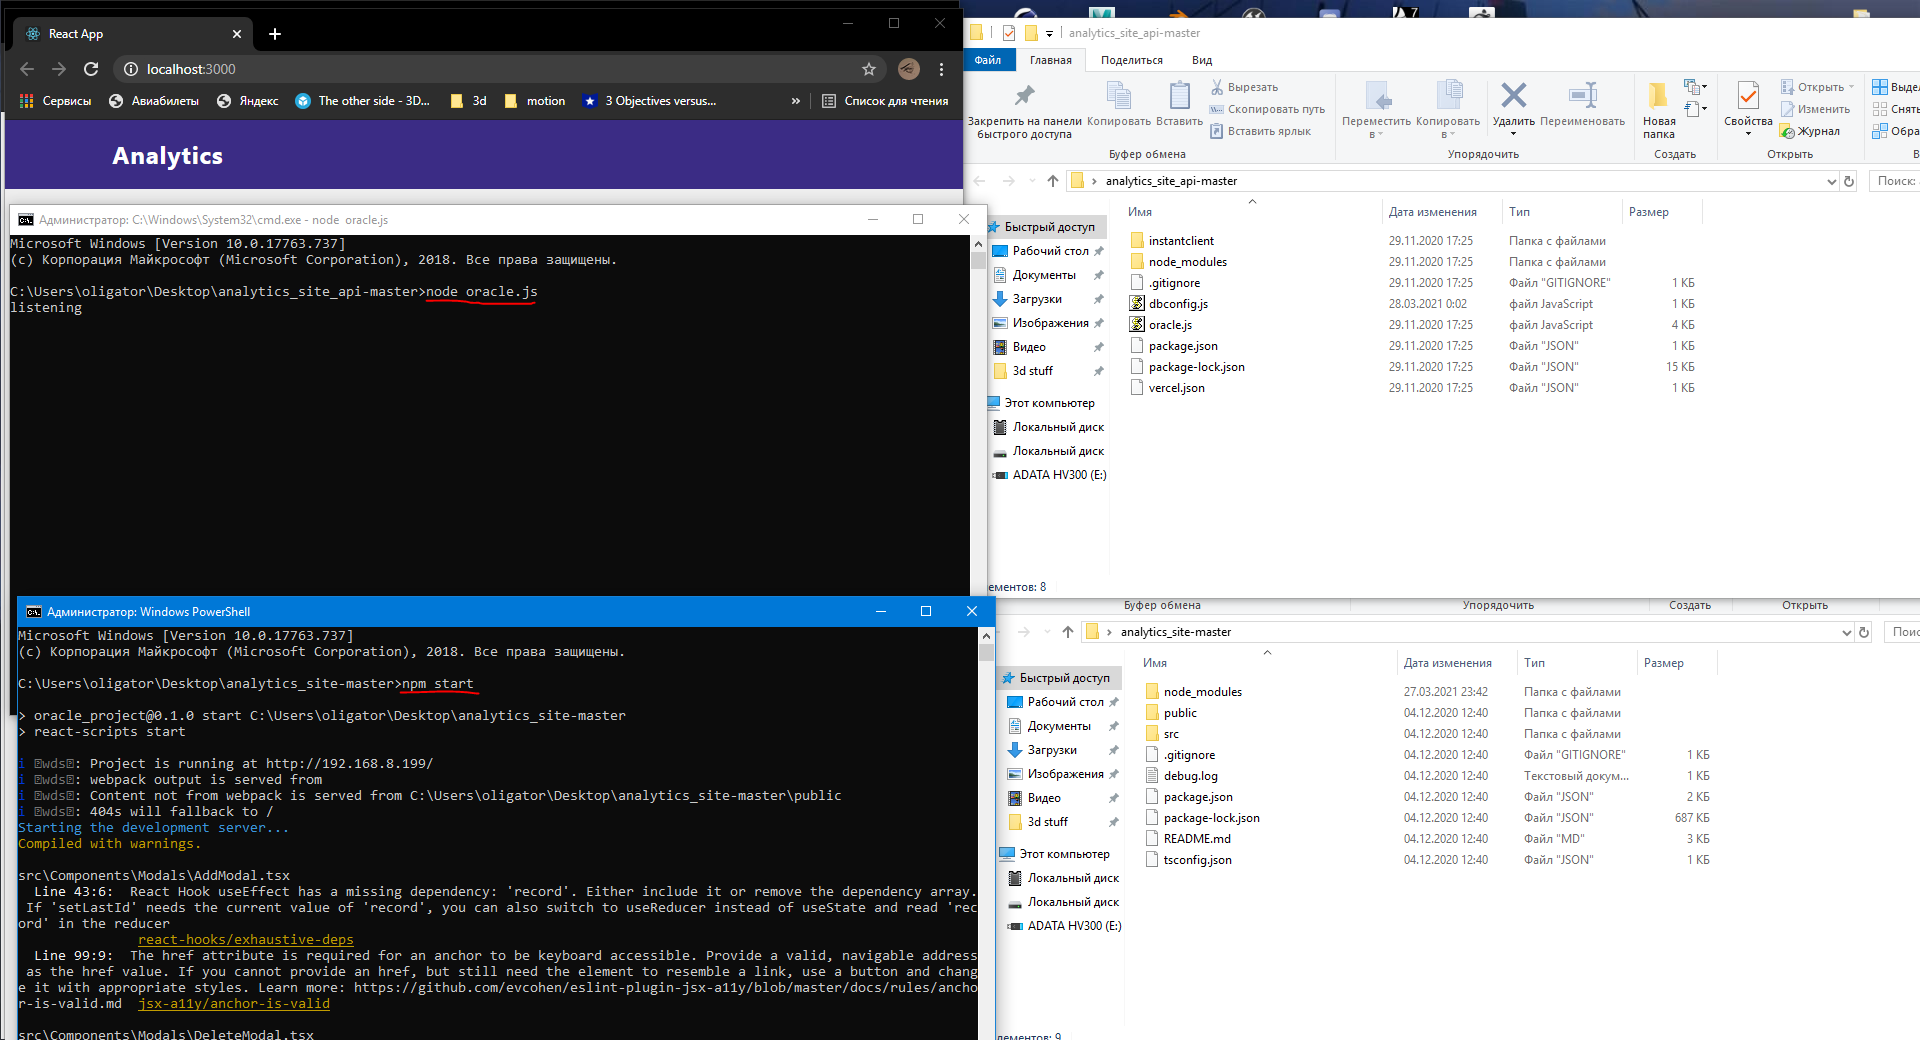 React App
localhost:3000
Сервисы
Авиабилеты
Яндекс
The other side - 3D...
3d
motion
3 Objectives versus...
»
Список для чтения
Analytics
Администратор: C:\Windows\System32\cmd.exe - node oracle.js
Microsoft Windows [Version 10.0.17763.737]
(c) Корпорация Майкрософт (Microsoft Corporation), 2018. Все права защищены.
C:\Users\oligator\Desktop\analytics_site_api-master>node oracle.js
listening
Администратор: Windows PowerShell
Microsoft Windows [Version 10.0.17763.737]
(c) Корпорация Майкрософт (Microsoft Corporation), 2018. Все права защищены.
C:\Users\oligator\Desktop\analytics_site-master>npm start
> oracle_project@0.1.0 start C:\Users\oligator\Desktop\analytics_site-master
> react-scripts start
i ｢wds｣: Project is running at http://192.168.8.199/
i ｢wds｣: webpack output is served from
i ｢wds｣: Content not from webpack is served from C:\Users\oligator\Desktop\analytics_site-master\public
i ｢wds｣: 404s will fallback to /
Starting the development server...
Compiled with warnings.
src\Components\Modals\AddModal.tsx
Line 43:6: React Hook useEffect has a missing dependency: 'record'. Either include it or remove the dependency array.
If 'setLastId' needs the current value of 'record', you can also switch to useReducer instead of useState and read 'rec
ord' in the reducer
react-hooks/exhaustive-deps
Line 99:9: The href attribute is required for an anchor to be keyboard accessible. Provide a valid, navigable address
as the href value. If you cannot provide an href, but still need the element to resemble a link, use a button and chang
e it with appropriate styles. Learn more: https://github.com/evcohen/eslint-plugin-jsx-a11y/blob/master/docs/rules/ancho
r-is-valid.md jsx-a11y/anchor-is-valid
src\Components\Modals\DeleteModal.tsx
analytics_site_api-master
Файл
Главная
Поделиться
Вид
Закрепить на панели
быстрого доступа
Копировать
Вставить
Вырезать
Скопировать путь
Вставить ярлык
Буфер обмена
Переместить
в
Копировать
в
Удалить
Переименовать
Упорядочить
Новая
папка
Создать
Свойства
Открыть
Изменить
Журнал
Открыть
analytics_site_api-master
Поиск:
Быстрый доступ
Рабочий стол
Документы
Загрузки
Изображения
Видео
3d stuff
Этот компьютер
Локальный диск
Локальный диск
ADATA HV300 (E:)
Имя Дата изменения Тип Размер
instantclient 29.11.2020 17:25 Папка с файлами
node_modules 29.11.2020 17:25 Папка с файлами
.gitignore 29.11.2020 17:25 Файл "GITIGNORE" 1 КБ
dbconfig.js 28.03.2021 0:02 файл JavaScript 1 КБ
oracle.js 29.11.2020 17:25 файл JavaScript 4 КБ
package.json 29.11.2020 17:25 Файл "JSON" 1 КБ
package-lock.json 29.11.2020 17:25 Файл "JSON" 15 КБ
vercel.json 29.11.2020 17:25 Файл "JSON" 1 КБ
ементов: 8
Буфер обмена
Упорядочить
Создать
Открыть
analytics_site-master
Быстрый доступ
Рабочий стол
Документы
Загрузки
Изображения
Видео
3d stuff
Этот компьютер
Локальный диск
Локальный диск
ADATA HV300 (E:)
Имя Дата изменения Тип Размер
node_modules 27.03.2021 23:42 Папка с файлами
public 04.12.2020 12:40 Папка с файлами
src 04.12.2020 12:40 Папка с файлами
.gitignore 04.12.2020 12:40 Файл "GITIGNORE" 1 КБ
debug.log 04.12.2020 12:40 Текстовый докум... 1 КБ
package.json 04.12.2020 12:40 Файл "JSON" 2 КБ
package-lock.json 04.12.2020 12:40 Файл "JSON" 687 КБ
README.md 04.12.2020 12:40 Файл "MD" 3 КБ
tsconfig.json 04.12.2020 12:40 Файл "JSON" 1 КБ